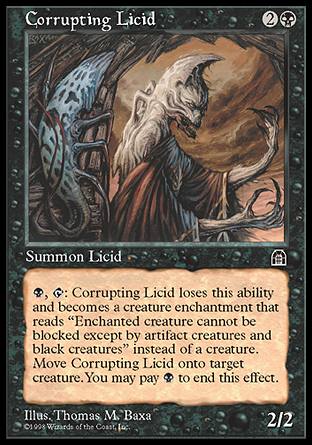 Corrupting Licid 2
Summon Licid
: Corrupting Licid loses this ability
and becomes a creature enchantment that
reads “Enchanted creature cannot be
blocked except by artifact creatures and
black creatures” instead of a creature.
Move Corrupting Licid onto target
creature. You may pay to end this effect.
Illus. Thomas M. Baxa
©1998 Wizards of the Coast, Inc.
2/2